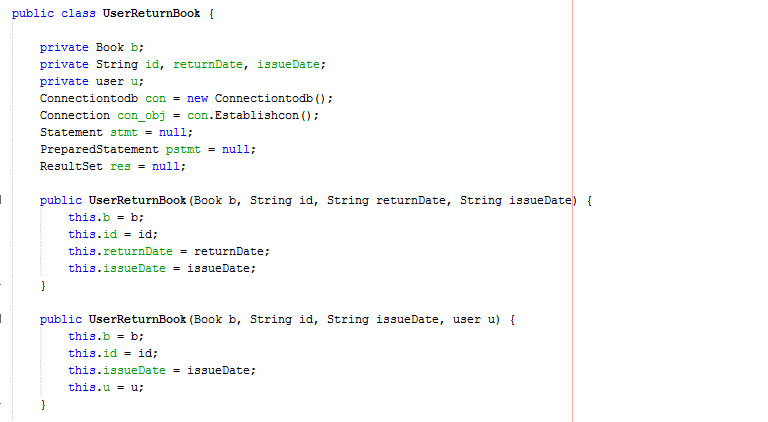 public class UserReturnBook {
private Book b;
private String id, returnDate, issueDate;
private user u;
Connectiontodb con = new Connectiontodb();
Connection con_obj = con.Establishcon();
Statement stmt = null;
PreparedStatement pstmt = null;
ResultSet res = null;
public UserReturnBook(Book b, String id, String returnDate, String issueDate) {
this.b = b;
this.id = id;
this.returnDate = returnDate;
this.issueDate = issueDate;
}
public UserReturnBook(Book b, String id, String issueDate, user u) {
this.b = b;
this.id = id;
this.issueDate = issueDate;
this.u = u;
}